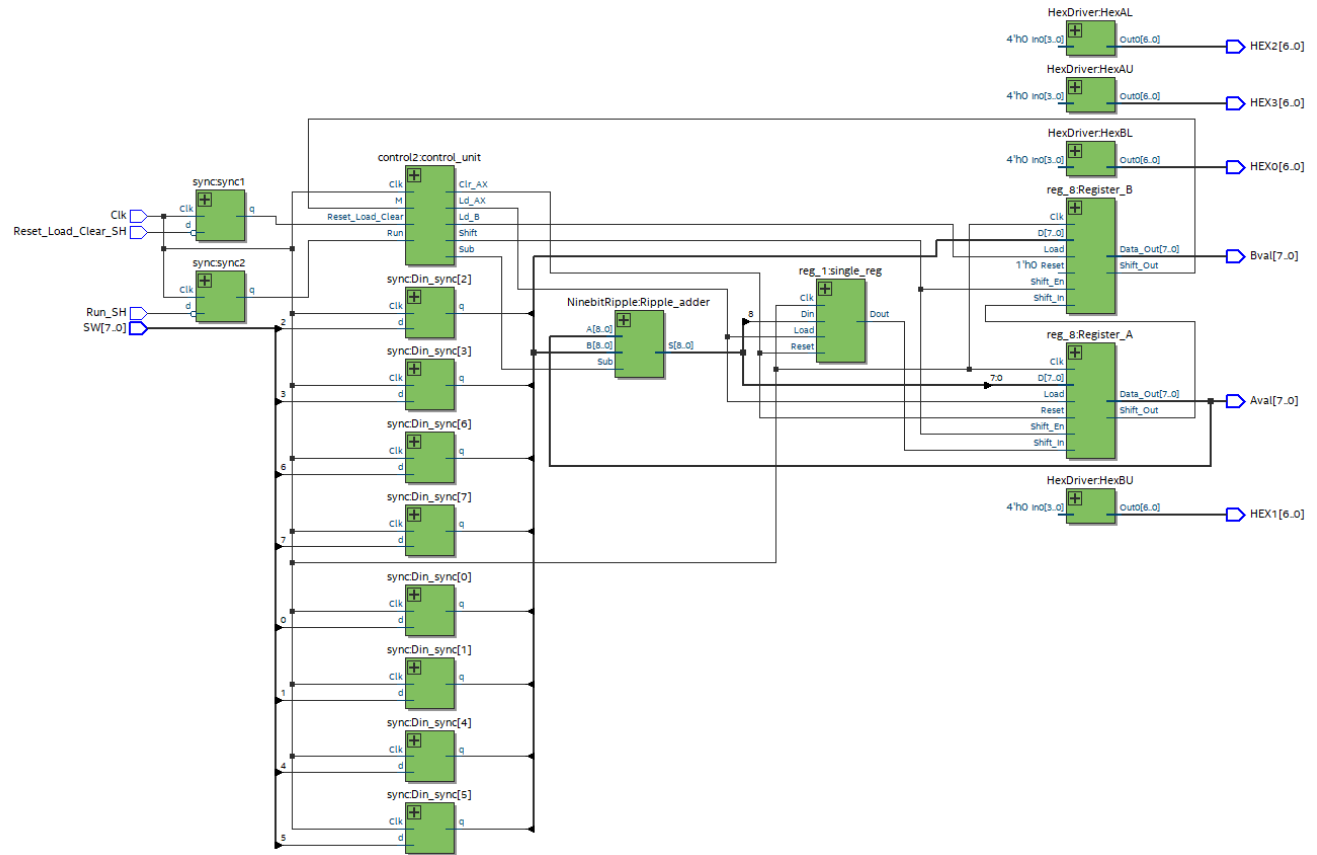 HexDriver:HexAL
4'h0 In0[3..0] Out0[6..0] HEX2[6..0]
HexDriver:HexAU
4'h0 In0[3..0] Out0[6..0] HEX3[6..0]
HexDriver:HexBL
4'h0 In0[3..0] Out0[6..0] HEX0[6..0]
control2:control_unit
Clk Clr_AX
M Ld_AX
Reset_Load_Clear Ld_B
Run Shift
Sub
sync:sync1
Clk q
d
Clk
Reset_Load_Clear_SH
sync:sync2
Clk q
d
Run_SH
SW[7..0]
reg_8:Register_B
Clk
D[7..0]
Load Data_Out[7..0] Bval[7..0]
1'h0 Reset Shift_Out
Shift_En
Shift_In
sync:Din_sync[2]
Clk q
2 d
reg_1:single_reg
Clk
8 Din Dout
Load
Reset
NinebitRipple:Ripple_adder
A[8..0]
B[8..0] S[8..0]
Sub
reg_8:Register_A
Clk
7:0 D[7..0]
Load Data_Out[7..0] Aval[7..0]
Reset Shift_Out
Shift_En
Shift_In
sync:Din_sync[3]
Clk q
3 d
sync:Din_sync[6]
Clk q
6 d
HexDriver:HexBU
4'h0 In0[3..0] Out0[6..0] HEX1[6..0]
sync:Din_sync[7]
Clk q
7 d
sync:Din_sync[0]
Clk q
0 d
sync:Din_sync[1]
Clk q
1 d
sync:Din_sync[4]
Clk q
4 d
sync:Din_sync[5]
Clk q
5 d